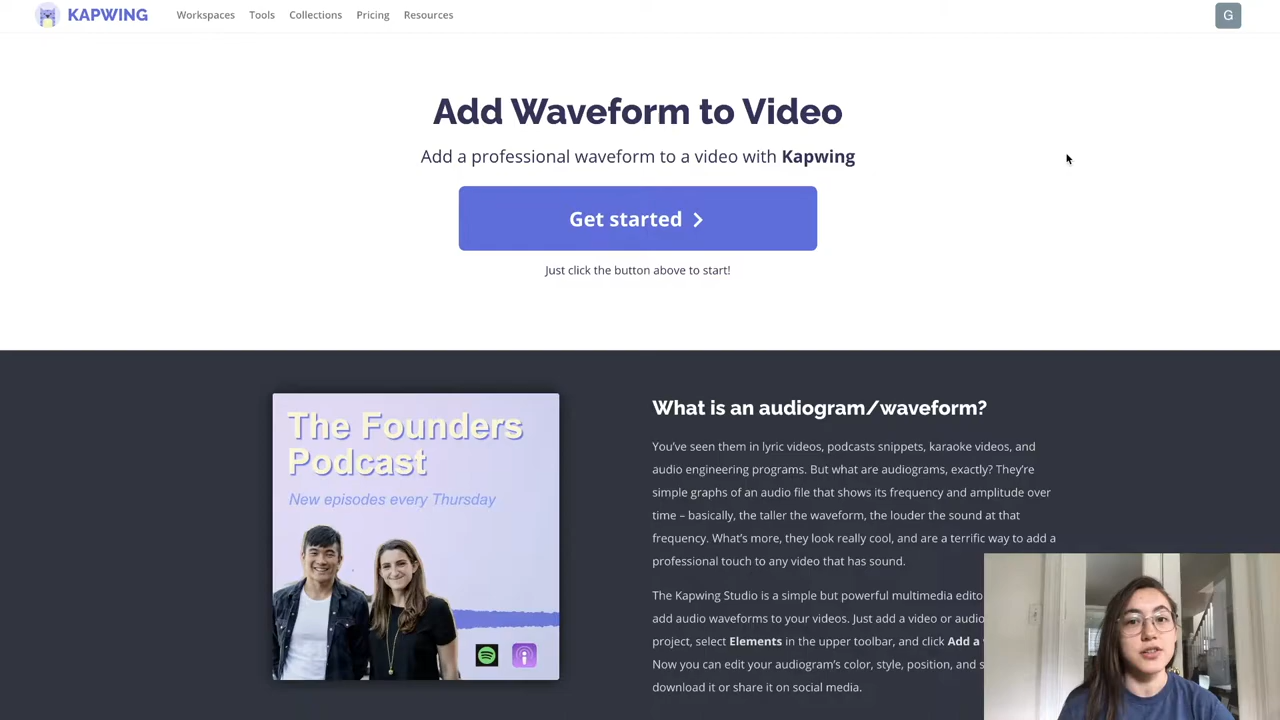 KAPWING
Workspaces
Tools
Collections
Pricing
Resources
G
Add Waveform to Video
Add a professional waveform to a video with Kapwing
Get started
Just click the button above to start!
The Founders
Podcast
New episodes every Thursday
What is an audiogram/waveform?
You've seen them in lyric videos, podcasts snippets, karaoke videos, and
audio engineering programs. But what are audiograms, exactly? They're
simple graphs of an audio file that shows its frequency and amplitude over
time – basically, the taller the waveform, the louder the sound at that
frequency. What's more, they look really cool, and are a terrific way to add a
professional touch to any video that has sound.
The Kapwing Studio is a simple but powerful multimedia edito
add audio waveforms to your videos. Just add a video or audio
project, select Elements in the upper toolbar, and click Add a
Now you can edit your audiogram's color, style, position, and s
download it or share it on social media.